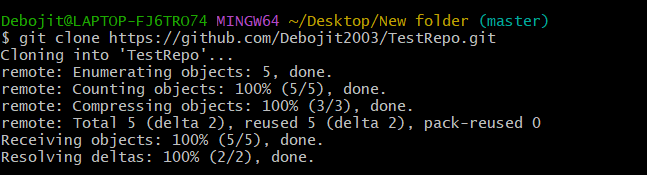 Debojit@LAPTOP-FJ6TRO74 MINGW64 ~/Desktop/New folder (master)
$ git clone https://github.com/Debojit2003/TestRepo.git
Cloning into 'TestRepo'...
remote: Enumerating objects: 5, done.
remote: Counting objects: 100% (5/5), done.
remote: Compressing objects: 100% (3/3), done.
remote: Total 5 (delta 2), reused 5 (delta 2), pack-reused 0
Receiving objects: 100% (5/5), done.
Resolving deltas: 100% (2/2), done.